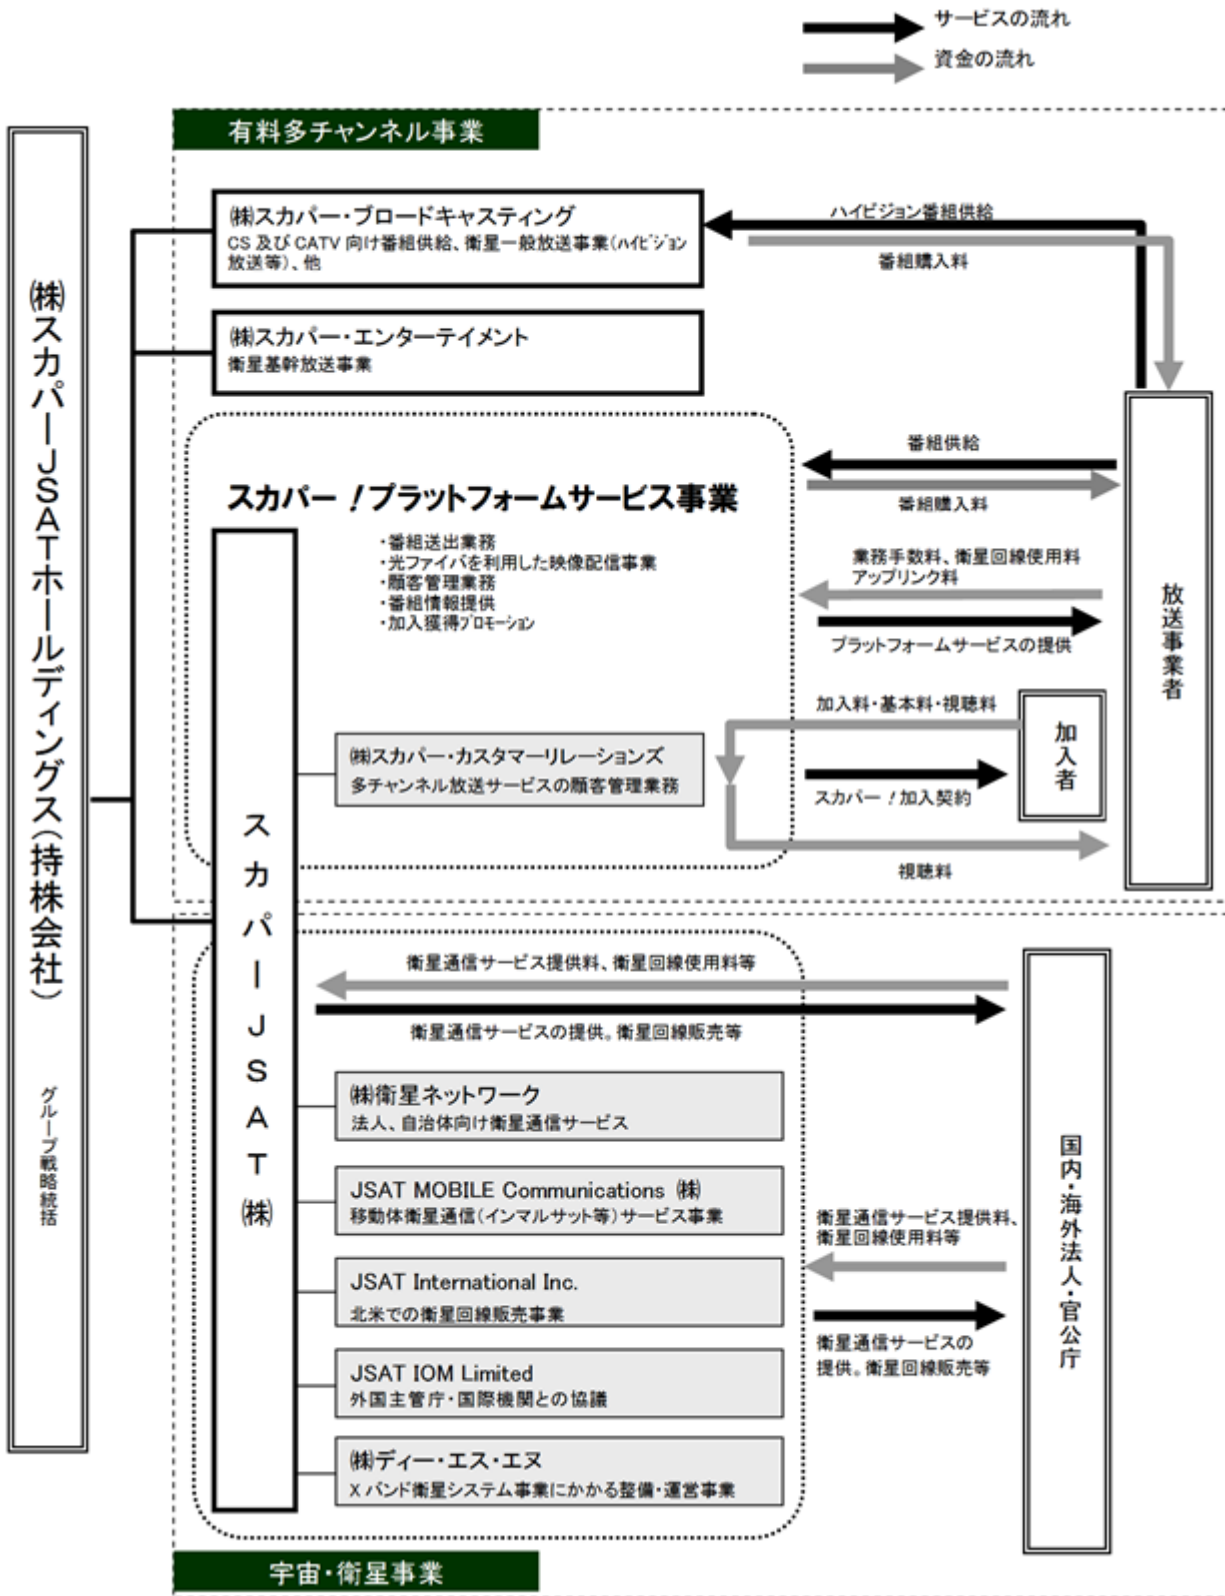 サービスの流れ
資金の流れ
有料多チャンネル事業
㈱スカパーJSATホールディングス(持株会社)
グループ戦略統括
㈱スカパー・ブロードキャスティング
CS 及び CATV 向け番組供給、衛星一般放送事業(ハイビジョン
放送等)、他
ハイビジョン番組供給
番組購入料
㈱スカパー・エンターテイメント
衛星基幹放送事業
スカパー!プラットフォームサービス事業
・番組送出業務
・光ファイバを利用した映像配信事業
・顧客管理業務
・番組情報提供
・加入獲得プロモーション
番組供給
番組購入料
業務手数料、衛星回線使用料
アップリンク料
プラットフォームサービスの提供
放送事業者
加入料・基本料・視聴料
加入者
㈱スカパー・カスタマーリレーションズ
多チャンネル放送サービスの顧客管理業務
スカパー!加入契約
視聴料
スカパーJSAT㈱
衛星通信サービス提供料、衛星回線使用料等
衛星通信サービスの提供。衛星回線販売等
㈱衛星ネットワーク
法人、自治体向け衛星通信サービス
JSAT MOBILE Communications ㈱
移動体衛星通信(インマルサット等)サービス事業
JSAT International Inc.
北米での衛星回線販売事業
JSAT IOM Limited
外国主管庁・国際機関との協議
㈱ディー・エス・エヌ
X バンド衛星システム事業にかかる整備・運営事業
衛星通信サービス提供料、
衛星回線使用料等
衛星通信サービスの
提供。衛星回線販売等
国内・海外法人・官公庁
宇宙・衛星事業